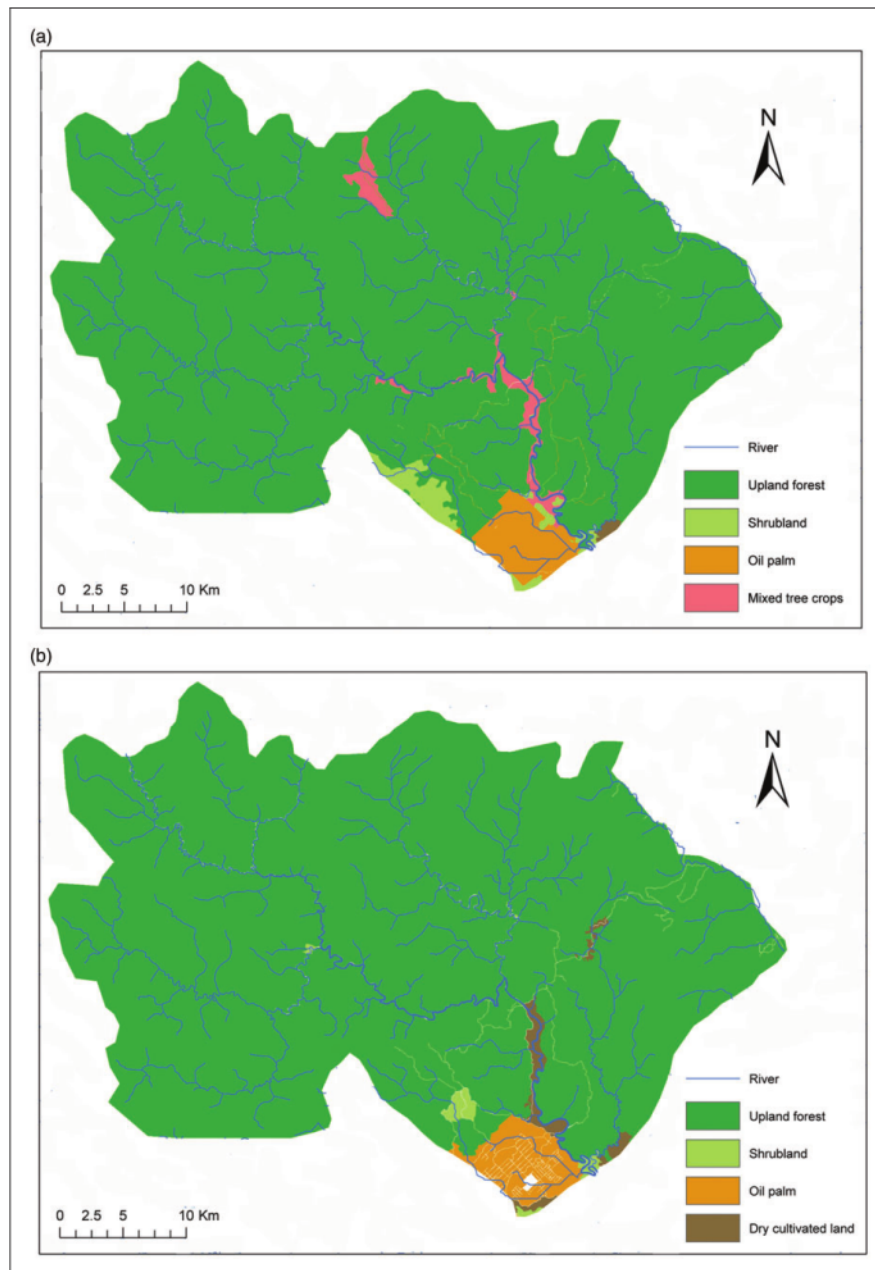 (a)
N
River
Upland forest
Shrubland
Oil palm
Mixed tree crops
0 2.5 5 10 Km
(b)
N
River
Upland forest
Shrubland
Oil palm
Dry cultivated land
0 2.5 5 10 Km